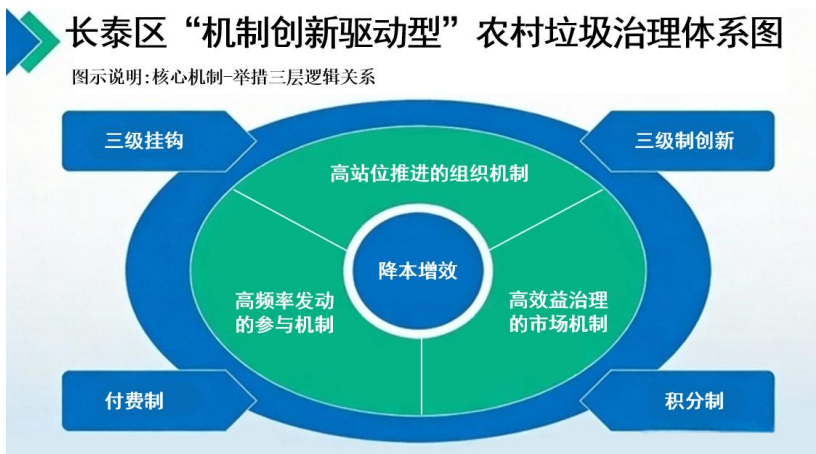 长泰区“机制创新驱动型”农村垃圾治理体系图
图示说明:核心机制-举措三层逻辑关系
三级挂钩
三级制创新
高站位推进的组织机制
降本增效
高频率发动
的参与机制
高效益治理
的市场机制
付费制
积分制